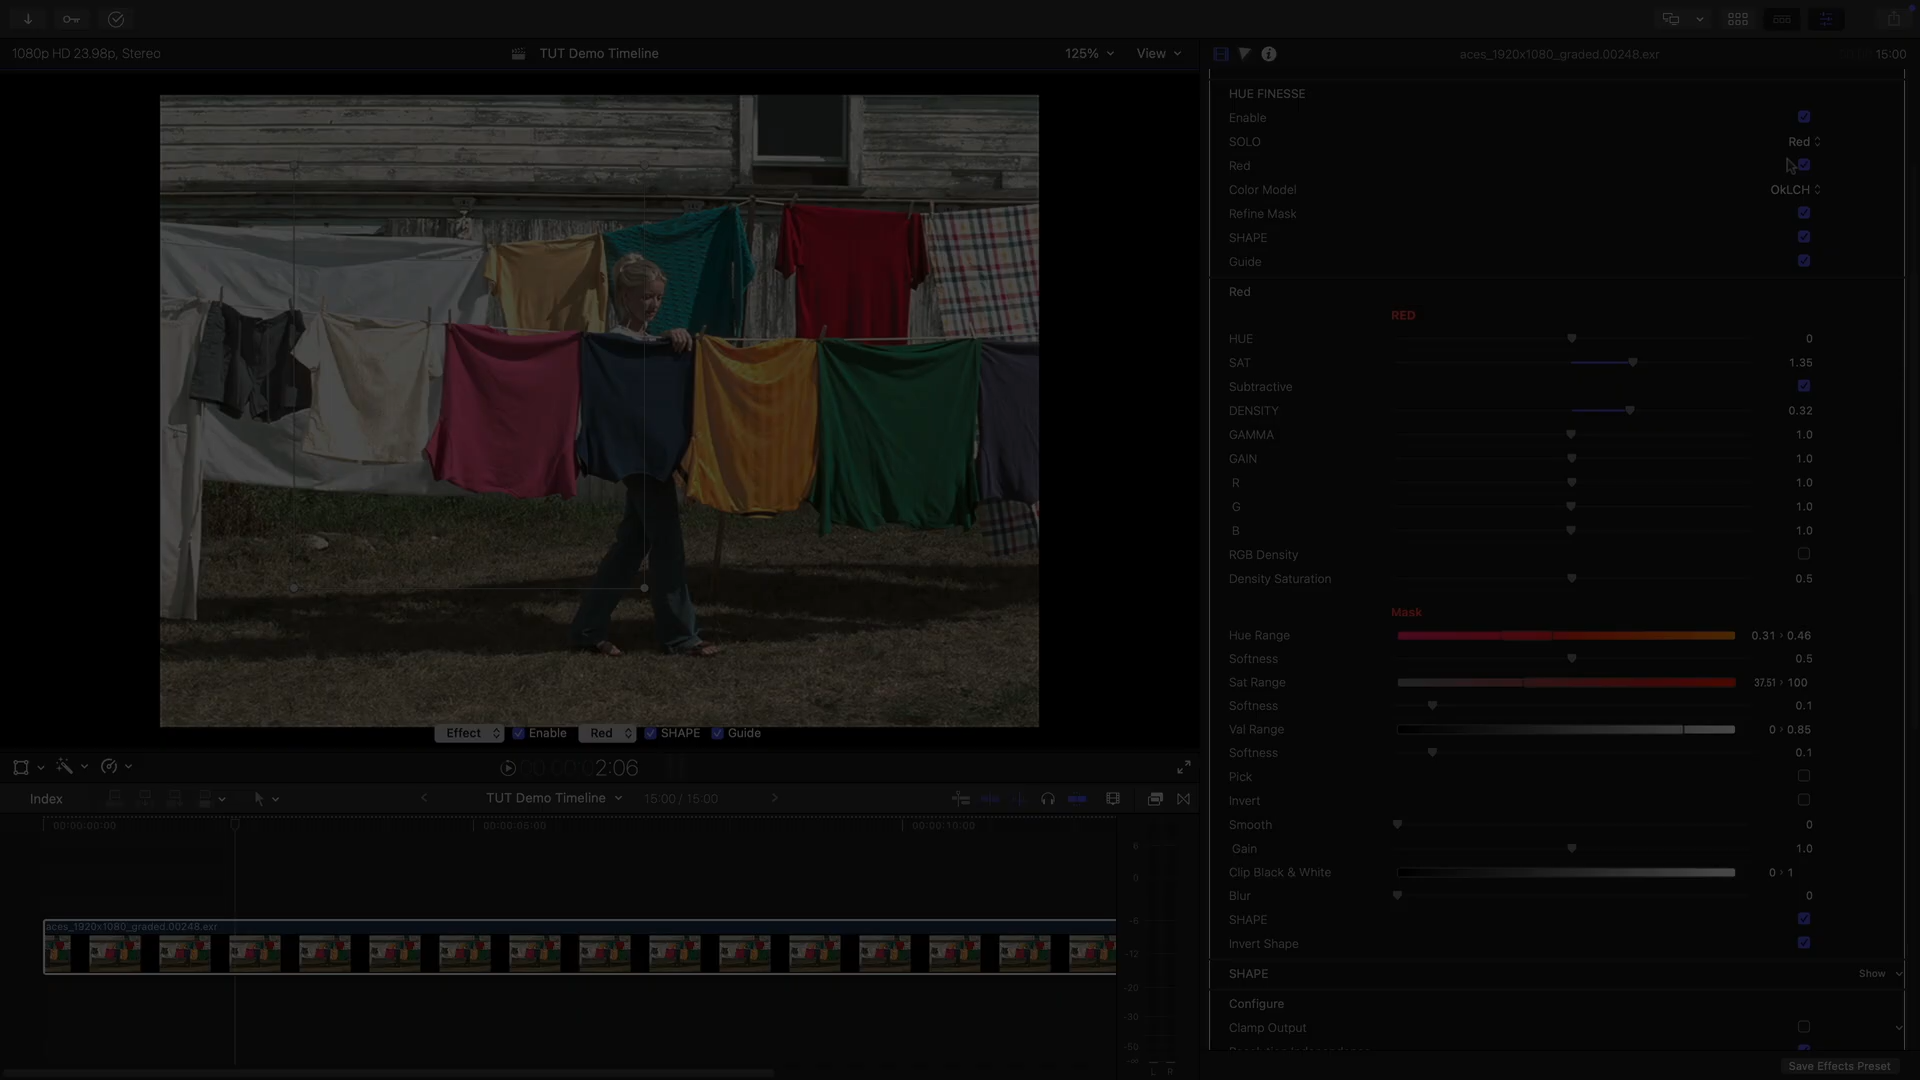 1080p HD 23.98p, Stereo
TUT Demo Timeline
125%
View
aces_1920x1080_graded.00248.exr
15:00
HUE FINESSE
Enable
SOLO
Red
Red
Color Model
OkLCH
Refine Mask
SHAPE
Guide
Red
RED
HUE
0
SAT
1.35
Subtractive
DENSITY
0.32
GAMMA
1.0
GAIN
1.0
R
1.0
G
1.0
B
1.0
RGB Density
Density Saturation
0.5
Mask
Hue Range
0.31 › 0.46
Softness
0.5
Sat Range
37.51 › 100
Softness
0.1
Val Range
0 › 0.85
Softness
0.1
Pick
Invert
Smooth
0
Gain
1.0
Clip Black & White
0 › 1
Blur
0
SHAPE
Invert Shape
SHAPE
Show
Configure
Clamp Output
Save Effects Preset
Effect
Enable
Red
SHAPE
Guide
2:06
Index
TUT Demo Timeline
15:00 / 15:00
00:00:00:00
00:00:05:00
00:00:10:00
aces_1920x1080_graded.00248.exr
6
0
-6
-12
-20
-30
-50
L R